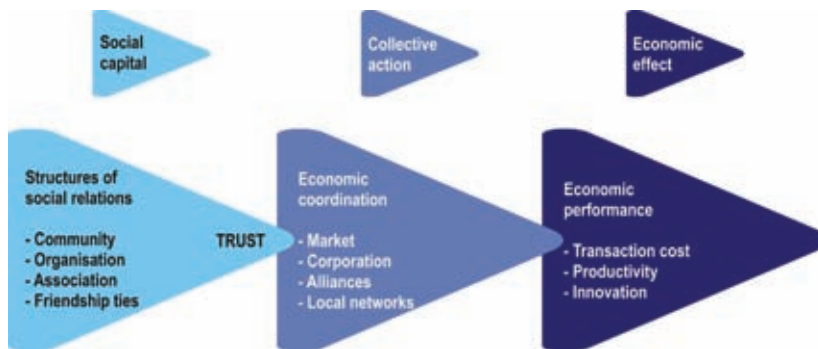 Social
capital
Collective
action
Economic
effect
Structures of
social relations
- Community
- Organisation
- Association
- Friendship ties
TRUST
Economic
coordination
- Market
- Corporation
- Alliances
- Local networks
Economic
performance
- Transaction cost
- Productivity
- Innovation